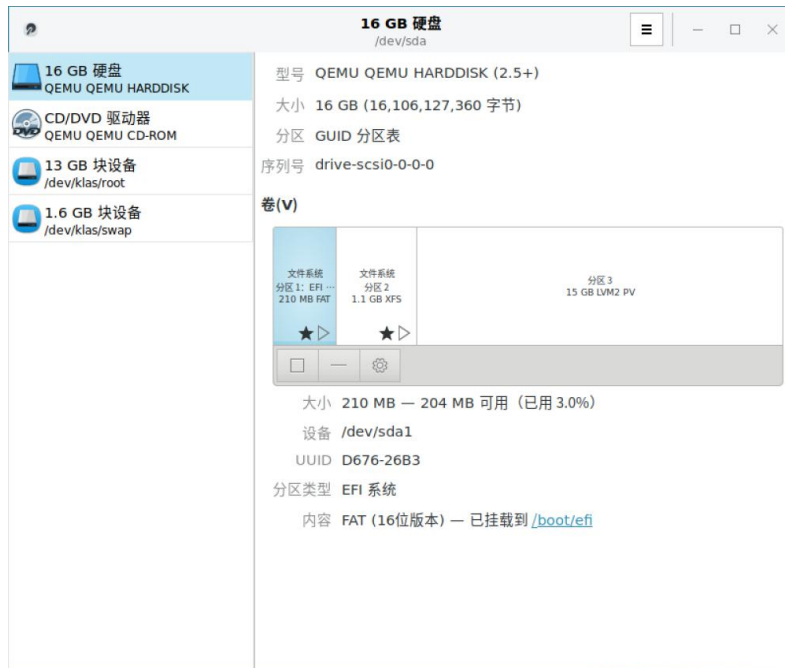 16 GB 硬盘
/dev/sda
16 GB 硬盘
QEMU QEMU HARDDISK
CD/DVD 驱动器
QEMU QEMU CD-ROM
13 GB 块设备
/dev/klas/root
1.6 GB 块设备
/dev/klas/swap
型号 QEMU QEMU HARDDISK (2.5+)
大小 16 GB (16,106,127,360 字节)
分区 GUID 分区表
序列号 drive-scsi0-0-0-0
卷(V)
文件系统
分区 1: EFI …
210 MB FAT
文件系统
分区 2
1.1 GB XFS
分区 3
15 GB LVM2 PV
大小 210 MB — 204 MB 可用（已用 3.0%）
设备 /dev/sda1
UUID D676-26B3
分区类型 EFI 系统
内容 FAT (16位版本) — 已挂载到 /boot/efi